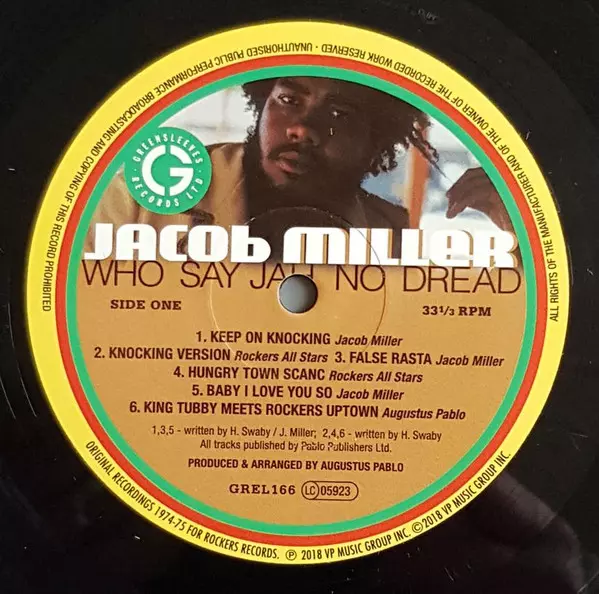 UNAUTHORISED PUBLIC PERFORMANCE BROADCASTING AND COPYING OF THIS RECORD PROHIBITED
ALL RIGHTS OF THE MANUFACTURER AND OF THE OWNER OF THE RECORDED WORK RESERVED -
GREENSLEEVES
G
RECORDS LTD
JACOb MILLER
WHO SAY JAH NO DREAD
SIDE ONE
33 1/3 RPM
1. KEEP ON KNOCKING Jacob Miller
2. KNOCKING VERSION Rockers All Stars 3. FALSE RASTA Jacob Miller
4. HUNGRY TOWN SCANC Rockers All Stars
5. BABY I LOVE YOU SO Jacob Miller
6. KING TUBBY MEETS ROCKERS UPTOWN Augustus Pablo
1,3,5 - written by H. Swaby / J. Miller; 2,4,6 - written by H. Swaby
All tracks published by Pablo Publishers Ltd.
PRODUCED & ARRANGED BY AUGUSTUS PABLO
GREL166 LC 05923
ORIGINAL RECORDINGS 1974-75 FOR ROCKERS RECORDS. ℗ 2018 VP MUSIC GROUP INC. ©2018 VP MUSIC GROUP INC.